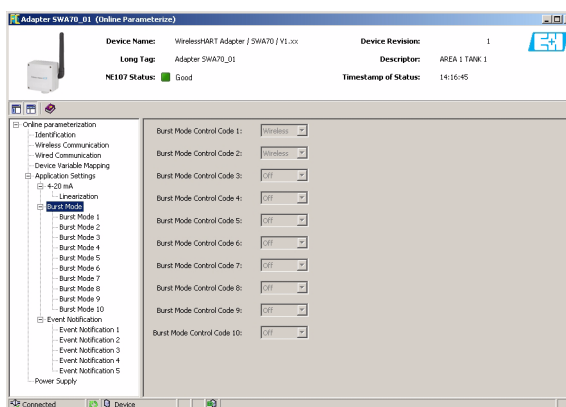 Adapter SWA70_01 (Online Parameterize)
Device Name: WirelessHART Adapter / SWA70 / V1.xx Device Revision: 1
Long Tag: Adapter SWA70_01 Descriptor: AREA 1 TANK 1
NE107 Status: Good Timestamp of Status: 14:16:45
E+H
Online parameterization
Identification
Wireless Communication
Wired Communication
Device Variable Mapping
Application Settings
4-20 mA
Linearization
Burst Mode
Burst Mode 1
Burst Mode 2
Burst Mode 3
Burst Mode 4
Burst Mode 5
Burst Mode 6
Burst Mode 7
Burst Mode 8
Burst Mode 9
Burst Mode 10
Event Notification
Event Notification 1
Event Notification 2
Event Notification 3
Event Notification 4
Event Notification 5
Power Supply
Burst Mode Control Code 1: Wireless
Burst Mode Control Code 2: Wireless
Burst Mode Control Code 3: Off
Burst Mode Control Code 4: Off
Burst Mode Control Code 5: Off
Burst Mode Control Code 6: Off
Burst Mode Control Code 7: Off
Burst Mode Control Code 8: Off
Burst Mode Control Code 9: Off
Burst Mode Control Code 10: Off
Connected Device